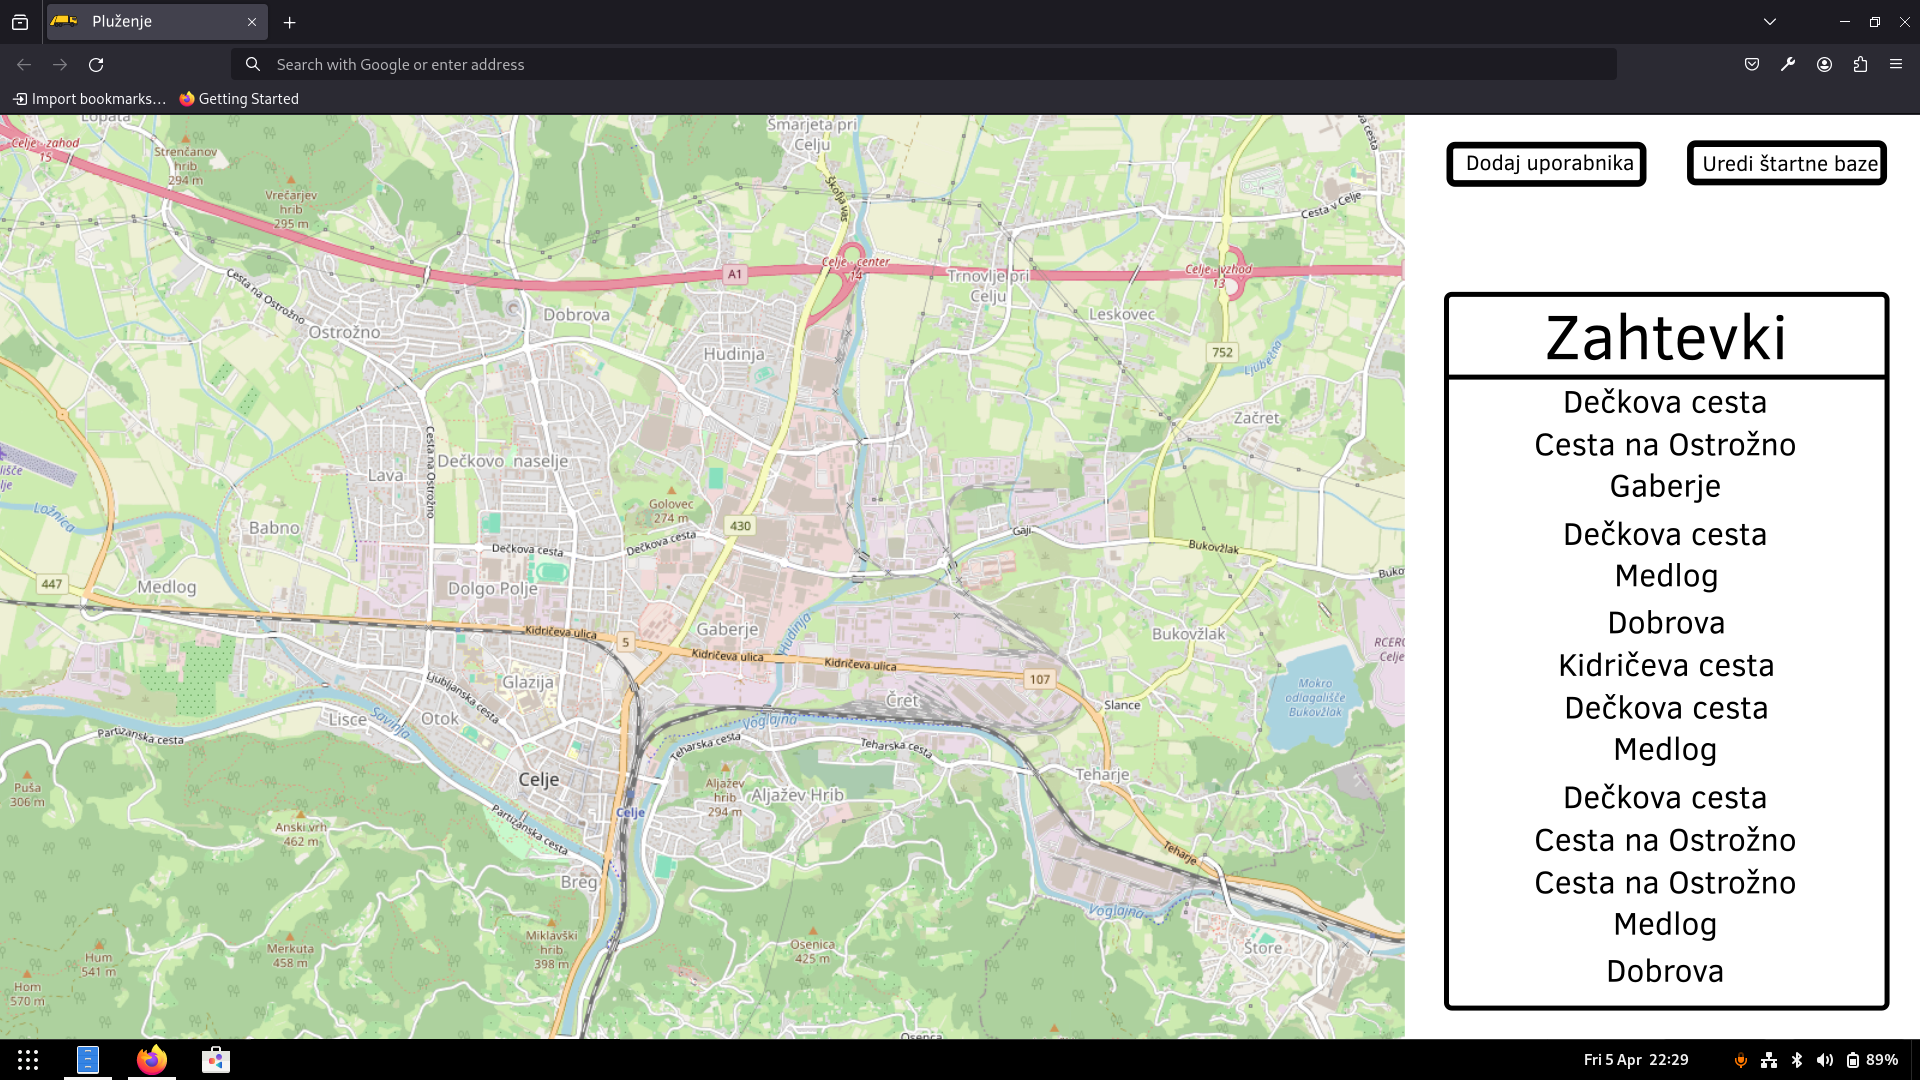 Pluženje
Search with Google or enter address
Import bookmarks...
Getting Started
Lopata
Celje - zahod
15
Strenčanov
hrib
294 m
Vrečarjev
hrib
295 m
Šmarjeta pri
Celju
Škofja vas
Cesta v Celje
Celje - center
14
A1
Trnovlje pri
Celju
Celje - vzhod
13
Cesta na Ostrožno
Ostrožno
Dobrova
Leskovec
Hudinja
752
Ljubečna
Začret
Cesta na Ostrožno
Lava
Dečkovo naselje
Golovec
274 m
Ložnica
Babno
430
Gaji
Dečkova cesta
Dečkova cesta
Bukovžlak
447
Medlog
Dolgo Polje
Kidričeva ulica
5
Gaberje
Hudinja
Kidričeva ulica
Kidričeva ulica
Bukovžlak
RCERO
Celje
107
Mokro
odlagališče
Bukovžlak
Glazija
Ljubljanska cesta
Čret
Slance
Lisce
Otok
Savinja
Voglajna
Partizanska cesta
Teharska cesta
Teharska cesta
Teharje
Puša
306 m
Celje
Aljažev
hrib
294 m
Aljažev Hrib
Celje
Anski vrh
462 m
Partizanska cesta
Teharje
Breg
Voglajna
Miklavški
hrib
398 m
Osenica
425 m
Merkuta
458 m
Hum
541 m
Štore
Hom
570 m
Osenca
Dodaj uporabnika
Uredi štartne baze
Zahtevki
Dečkova cesta
Cesta na Ostrožno
Gaberje
Dečkova cesta
Medlog
Dobrova
Kidričeva cesta
Dečkova cesta
Medlog
Dečkova cesta
Cesta na Ostrožno
Cesta na Ostrožno
Medlog
Dobrova
Fri 5 Apr 22:29
89%